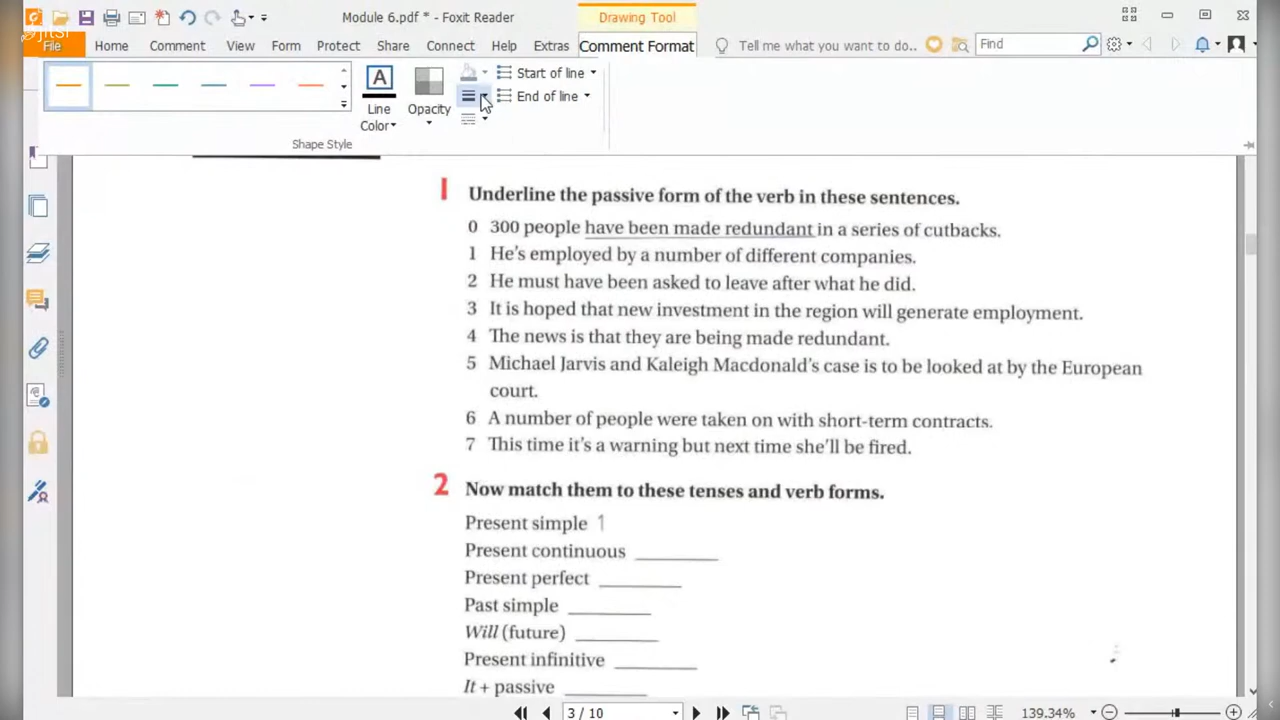 Module 6.pdf * - Foxit Reader
Drawing Tool
jitsi
File Home Comment View Form Protect Share Connect Help Extras Comment Format Tell me what you want to do.. Find
Start of line
End of line
Line Color
Opacity
Shape Style
1 Underline the passive form of the verb in these sentences.
0 300 people have been made redundant in a series of cutbacks.
1 He's employed by a number of different companies.
2 He must have been asked to leave after what he did.
3 It is hoped that new investment in the region will generate employment.
4 The news is that they are being made redundant.
5 Michael Jarvis and Kaleigh Macdonald's case is to be looked at by the European
court.
6 A number of people were taken on with short-term contracts.
7 This time it's a warning but next time she'll be fired.
2 Now match them to these tenses and verb forms.
Present simple 1
Present continuous
Present perfect
Past simple
Will (future)
Present infinitive
It + passive
3 / 10
139.34%